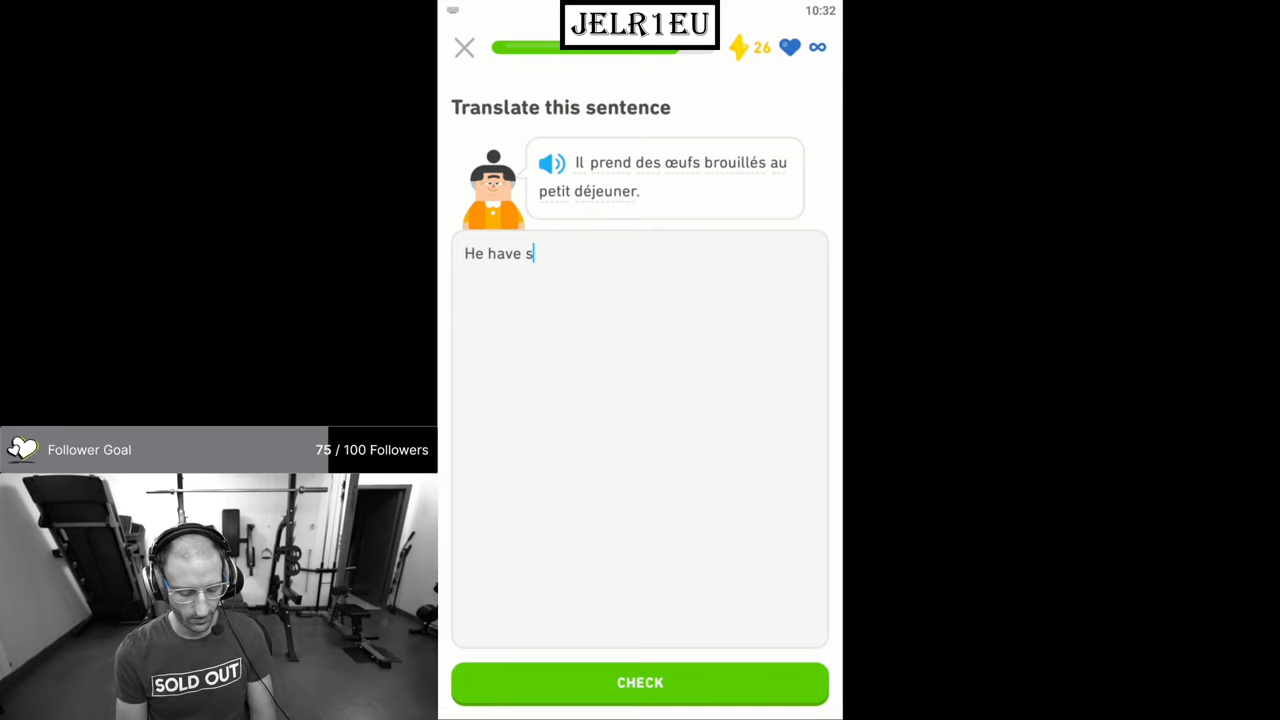 10:32
JELR1EU
26
Translate this sentence
Il prend des œufs brouillés au
petit déjeuner.
He have s
Follower Goal
75 / 100 Followers
SOLD OUT
CHECK